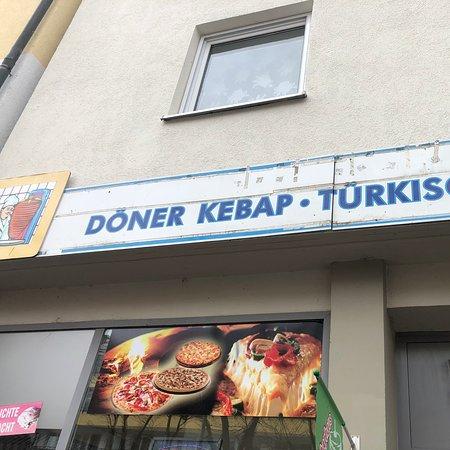 DÖNER KEBAP · TÜRKISC